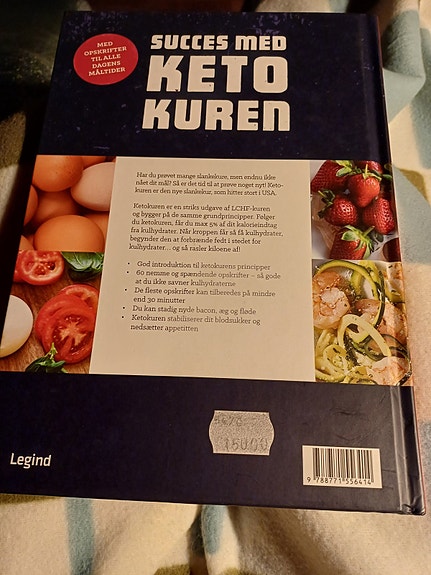 MED
OPSKRIFTER
TIL ALLE
DAGENS
MÅLTIDER
SUCCES MED
KETO
KUREN
Har du prøvet mange slankekure, men endnu ikke
nået dit mål? Så er det tid til at prøve noget nyt! Keto-
kuren er den nye slankekur, som hitter stort i USA.
Ketokuren er en striks udgave af LCHF-kuren
og bygger på de samme grundprincipper. Følger
du ketokuren, får du max 5% af dit kalorieindtag
fra kulhydrater. Når kroppen får så få kulhydrater,
begynder den at forbrænde fedt i stedet for
kulhydrater... og så rasler kiloene af!
• God introduktion til ketokurens principper
• 60 nemme og spændende opskrifter – så gode
at du ikke savner kulhydraterne
• De fleste opskrifter kan tilberedes på mindre
end 30 minutter
• Du kan stadig nyde bacon, æg og fløde
• Ketokuren stabiliserer dit blodsukker og
nedsætter appetitten
15000
Legind
9 788771 556414